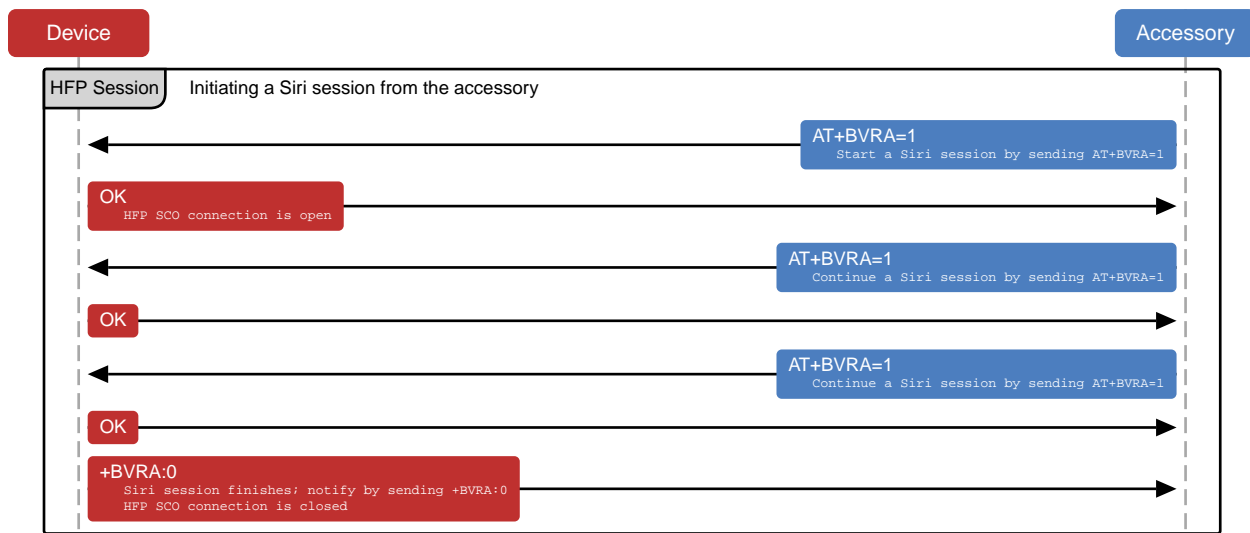 Device
Accessory
HFP Session
Initiating a Siri session from the accessory
AT+BVRA=1
Start a Siri session by sending AT+BVRA=1
OK
HFP SCO connection is open
AT+BVRA=1
Continue a Siri session by sending AT+BVRA=1
OK
AT+BVRA=1
Continue a Siri session by sending AT+BVRA=1
OK
+BVRA:0
Siri session finishes; notify by sending +BVRA:0
HFP SCO connection is closed